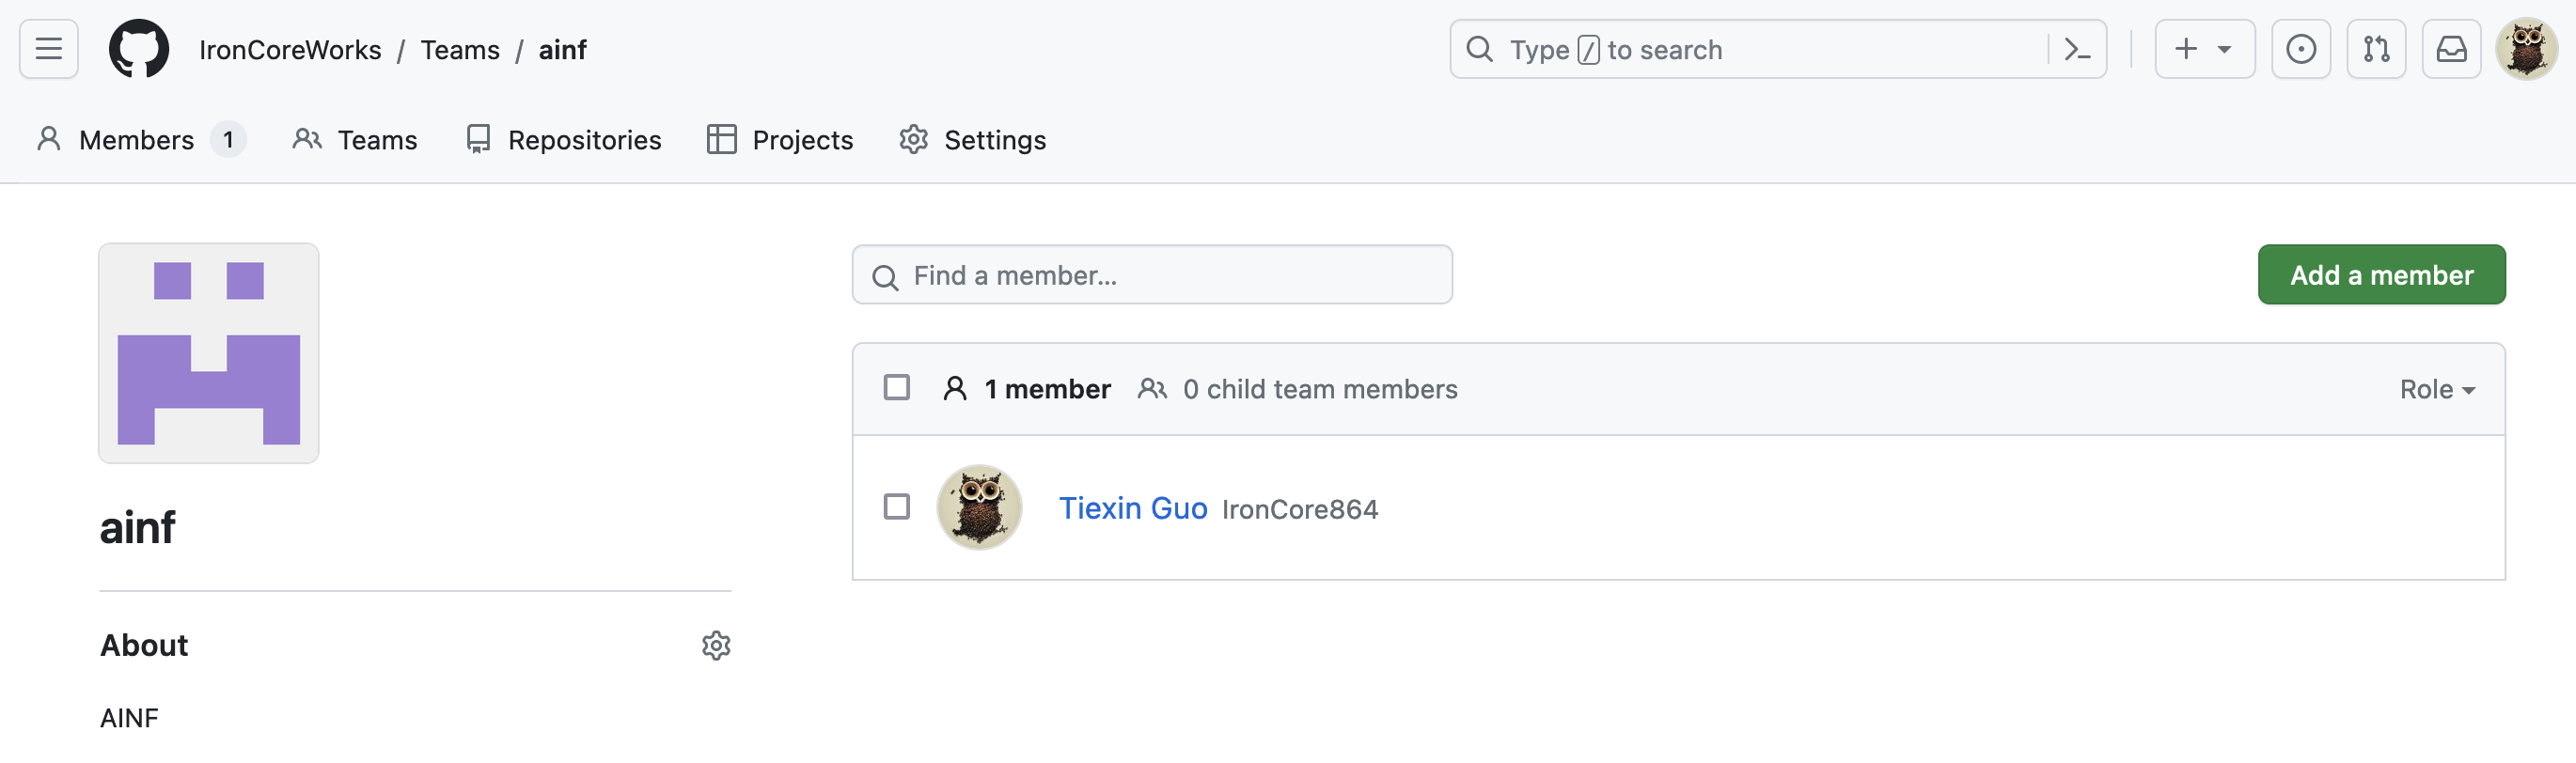 IronCoreWorks / Teams / ainf
Type / to search
Members 1 Teams Repositories Projects Settings
Find a member...
Add a member
1 member 0 child team members Role
Tiexin Guo IronCore864
ainf
About
AINF